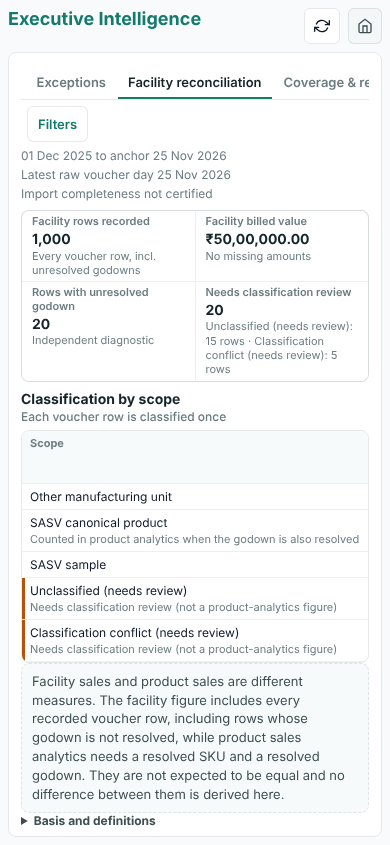 Executive Intelligence
Exceptions
Facility reconciliation
Coverage & re
Filters
01 Dec 2025 to anchor 25 Nov 2026
Latest raw voucher day 25 Nov 2026
Import completeness not certified
Facility rows recorded
1,000
Every voucher row, incl.
unresolved godowns
Facility billed value
₹50,00,000.00
No missing amounts
Rows with unresolved
godown
20
Independent diagnostic
Needs classification review
20
Unclassified (needs review):
15 rows · Classification
conflict (needs review): 5
rows
Classification by scope
Each voucher row is classified once
Scope
Other manufacturing unit
SASV canonical product
Counted in product analytics when the godown is also resolved
SASV sample
Unclassified (needs review)
Needs classification review (not a product-analytics figure)
Classification conflict (needs review)
Needs classification review (not a product-analytics figure)
Facility sales and product sales are different
measures. The facility figure includes every
recorded voucher row, including rows whose
godown is not resolved, while product sales
analytics needs a resolved SKU and a resolved
godown. They are not expected to be equal and no
difference between them is derived here.
Basis and definitions